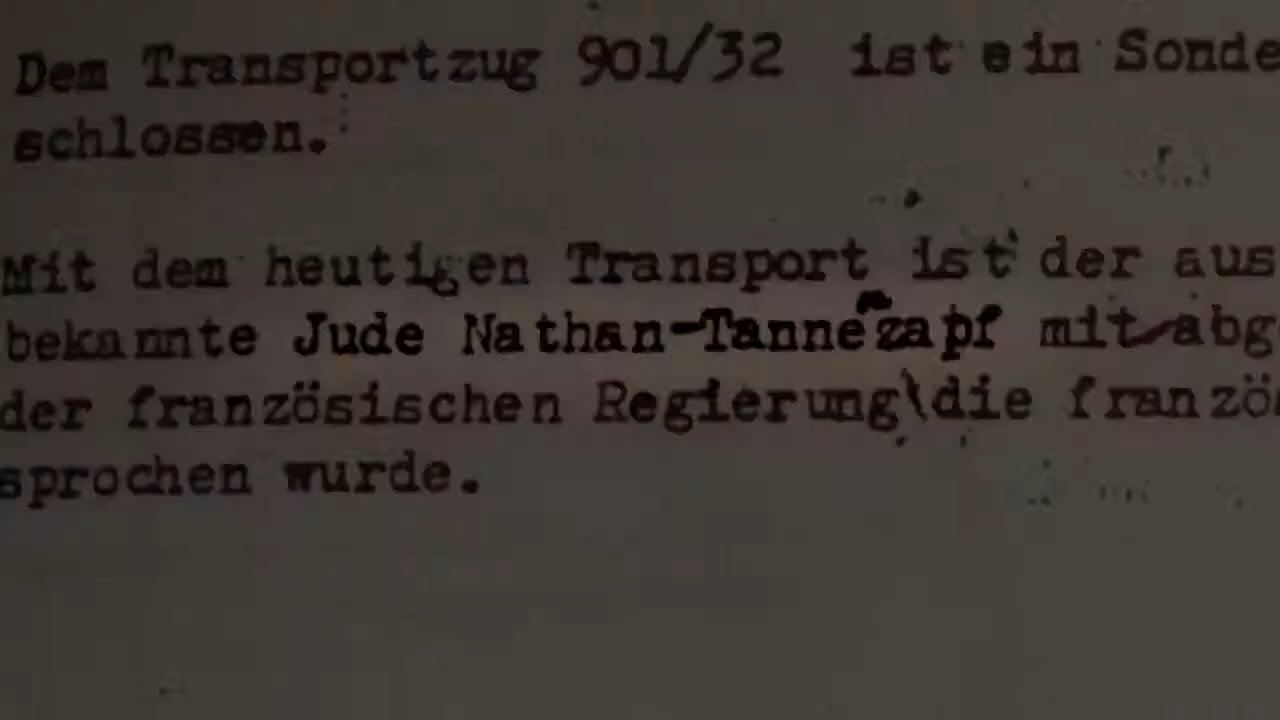 Dem Transportzug 901/32 ist ein Sonde
schlossen.
Mit dem heutigen Transport ist der aus
bekannte Jude Nathan-Tannezapf mit abg
der französischen Regierung die französ
sprochen wurde.